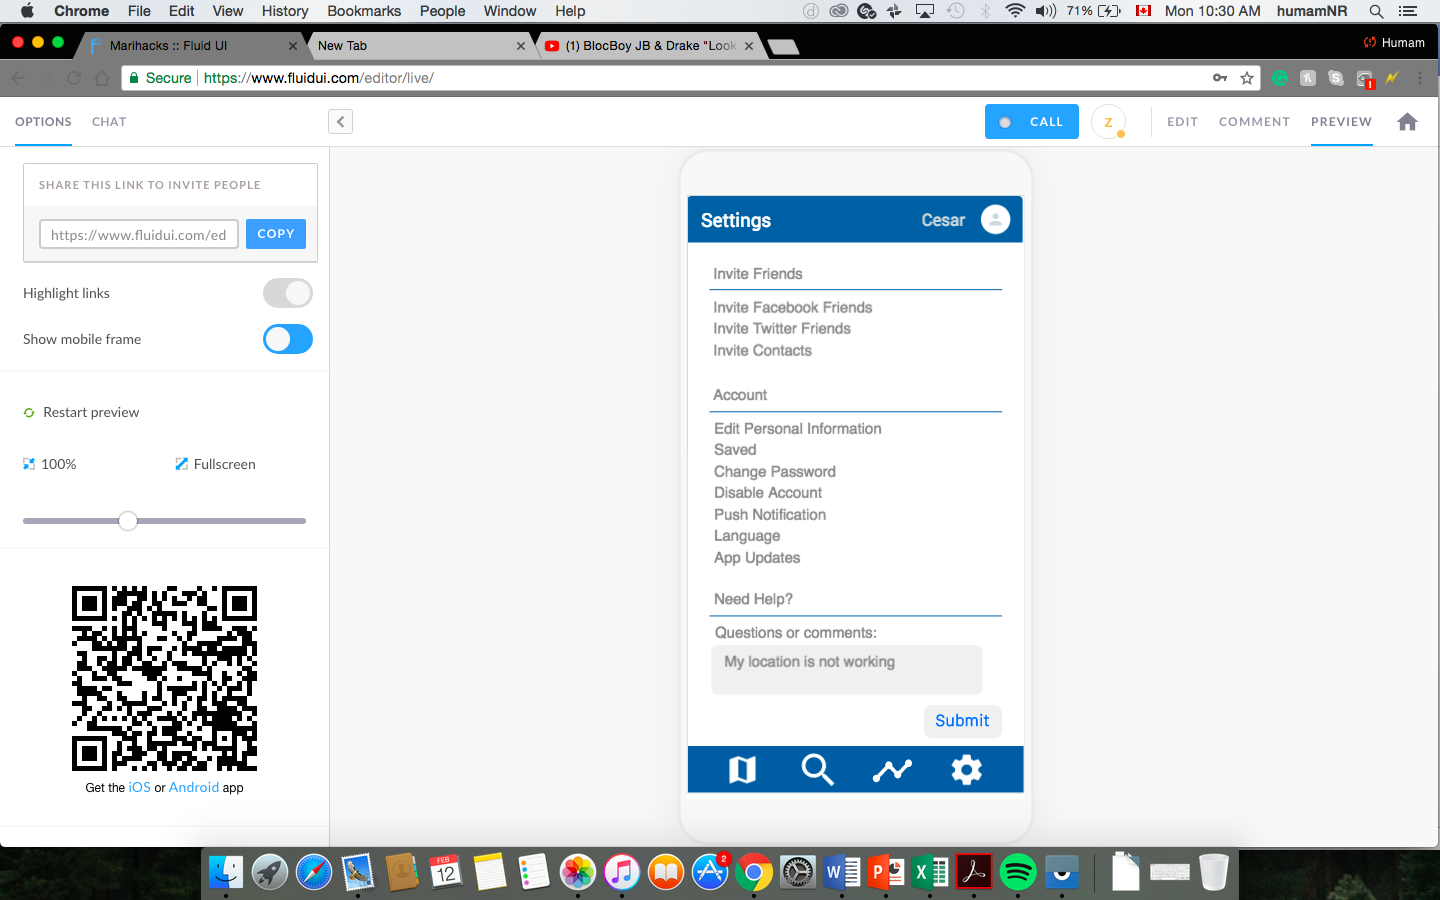 Chrome File Edit View History Bookmarks People Window Help 71% Mon 10:30 AM humamNR
Marihacks :: Fluid UI New Tab (1) BlocBoy JB & Drake "Look Humam
Secure https://www.fluidui.com/editor/live/
OPTIONS CHAT CALL Z EDIT COMMENT PREVIEW
SHARE THIS LINK TO INVITE PEOPLE
https://www.fluidui.com/ed COPY
Highlight links
Show mobile frame
Restart preview
100% Fullscreen
Get the iOS or Android app
Settings Cesar
Invite Friends
Invite Facebook Friends
Invite Twitter Friends
Invite Contacts
Account
Edit Personal Information
Saved
Change Password
Disable Account
Push Notification
Language
App Updates
Need Help?
Questions or comments:
My location is not working
Submit
FEB
12
2
W P X